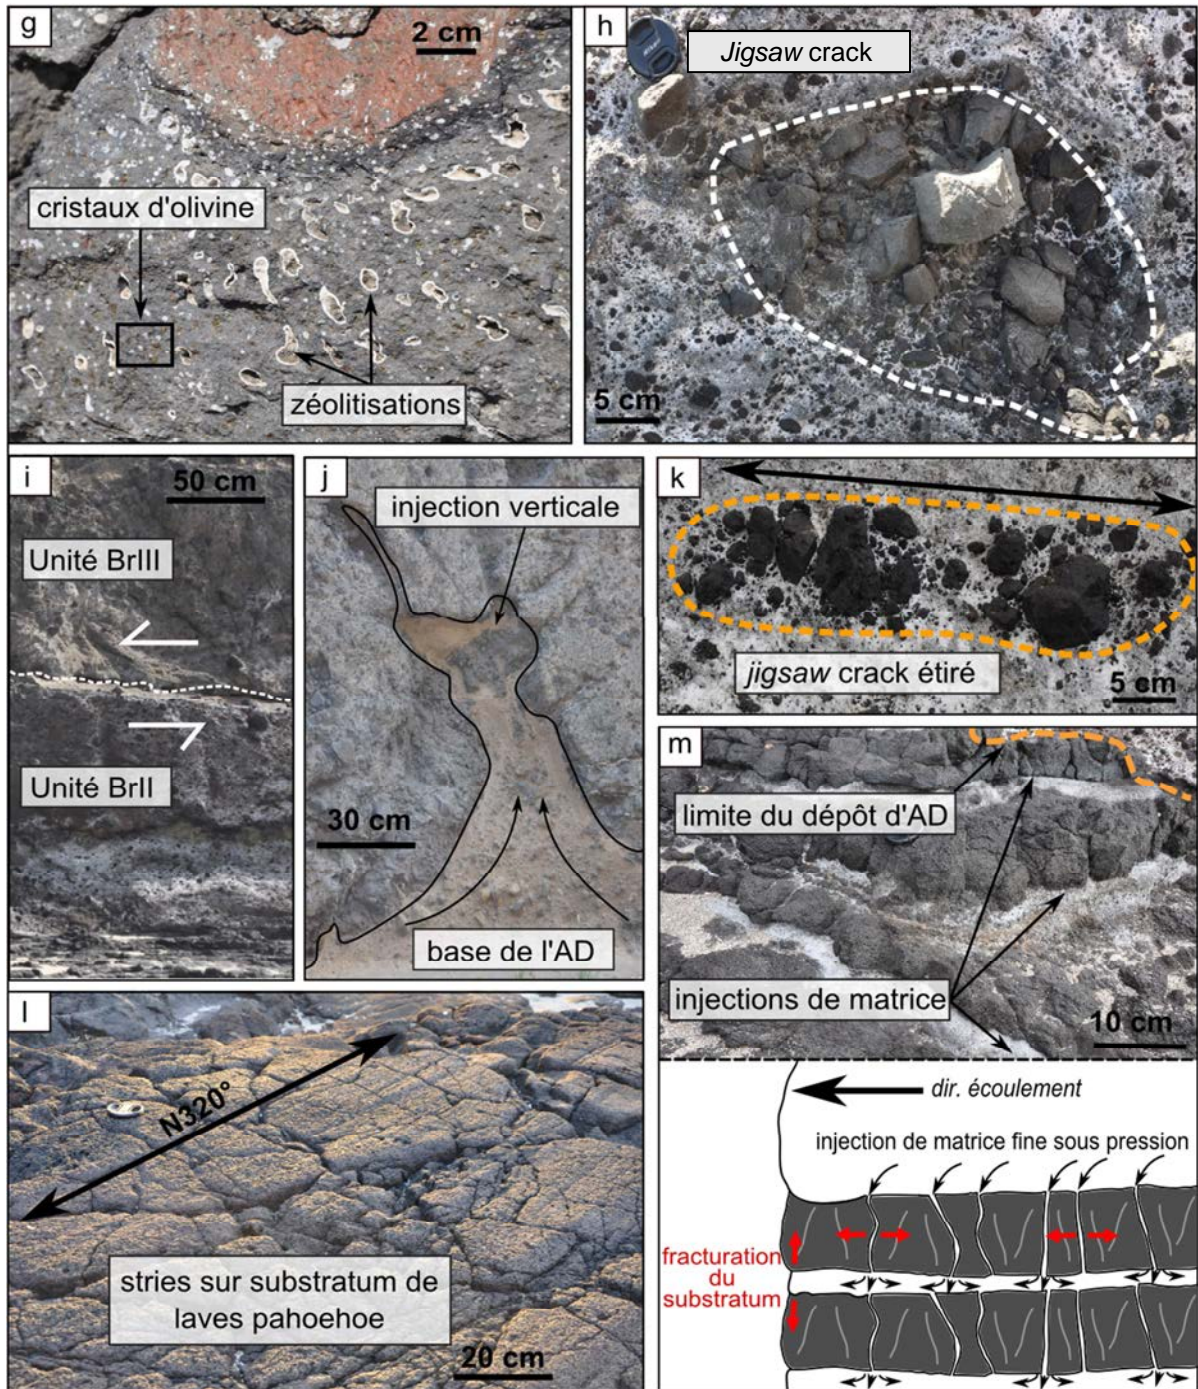 g
2 cm
cristaux d'olivine
zéolitisations
h
Jigsaw crack
5 cm
i
50 cm
Unité BrIII
Unité BrII
j
injection verticale
30 cm
base de l'AD
k
jigsaw crack étiré
5 cm
l
N320°
stries sur substratum de
laves pahoehoe
20 cm
m
limite du dépôt d'AD
injections de matrice
10 cm
dir. écoulement
injection de matrice fine sous pression
fracturation
du
substratum